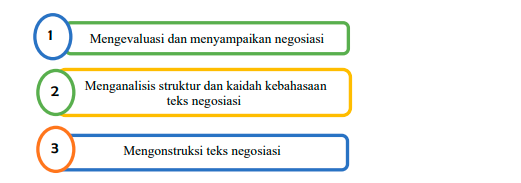 1
Mengevaluasi dan menyampaikan negosiasi
2
Menganalisis struktur dan kaidah kebahasaan
teks negosiasi
3
Mengonstruksi teks negosiasi